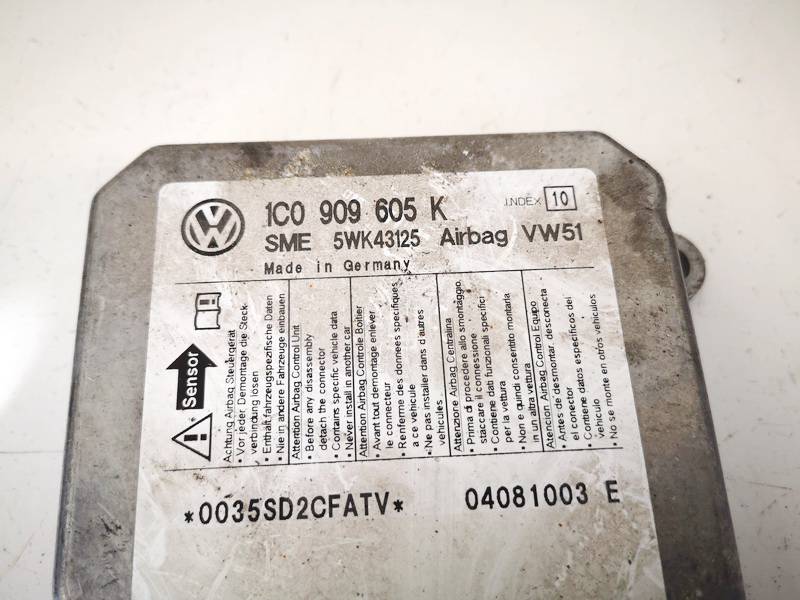 1C0 909 605 K
.INDEX 10
SME 5WK43125 Airbag VW51
Made in Germany
Sensor
Achtung Airbag Steuergerät
• Vor jeder Demontage die Steck-
verbindung lösen
• Enthält fahrzeugspezifische Daten
• Nie in andere Fahrzeuge einbauen
Attention Airbag Control Unit
• Before any disassembly
detach the connector
• Contains specific vehicle data
• Never install in another car
Attention Airbag Controle Boitier
• Avant tout demontage enlever
le connecteur
• Renferme des donnees specifiques
a ce vehicule
• Ne pas installer dans d'autres
vehicules
Attenzione Airbag Centralina
• Prima di procedere allo smontaggio
staccare il connessione
• Contiene dati funzionali specifici
per la vettura
• Non e quindi consentito montarla
in un altra vettura
Atencion Airbag Control Equipo
• Antes de desmontar, desconecta
el conector
• Contiene datos especificos del
vehiculo
• No se monte en otros vehiculos
*0035SD2CFATV*
04081003 E